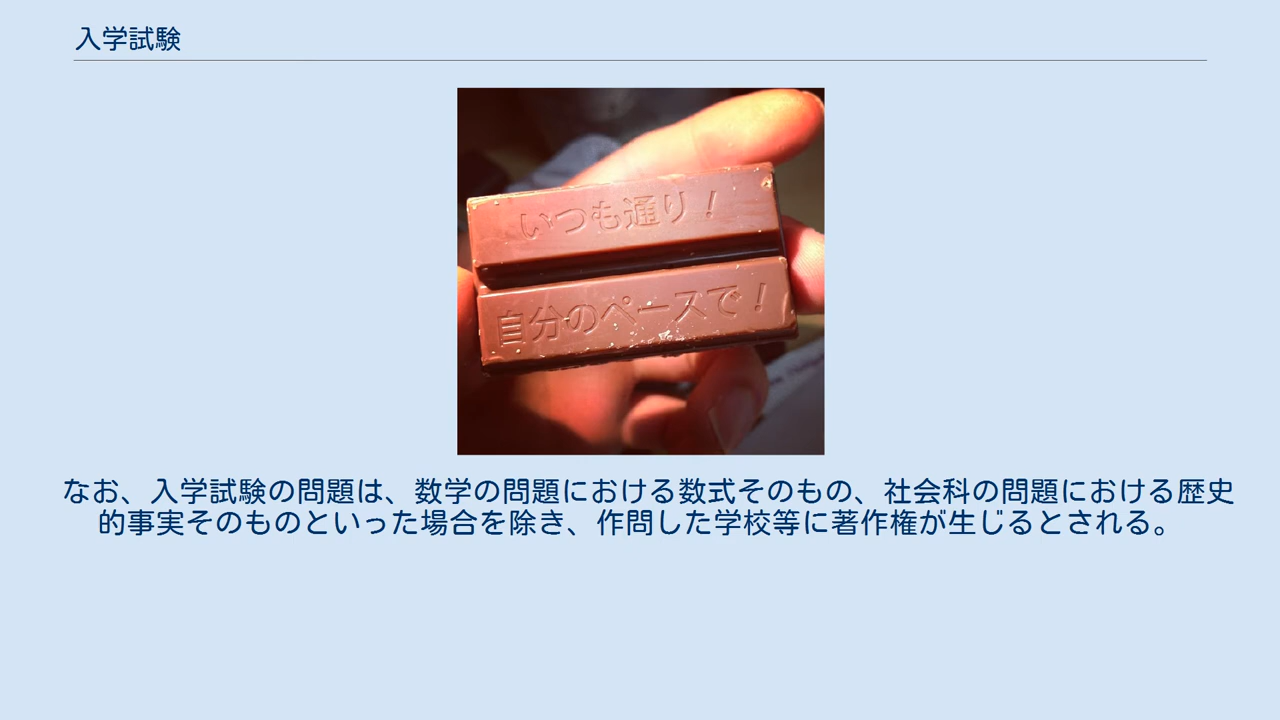 入学試験
いつも通り！
自分のペースで！
なお、入学試験の問題は、数学の問題における数式そのもの、社会科の問題における歴史
的事実そのものといった場合を除き、作問した学校等に著作権が生じるとされる。